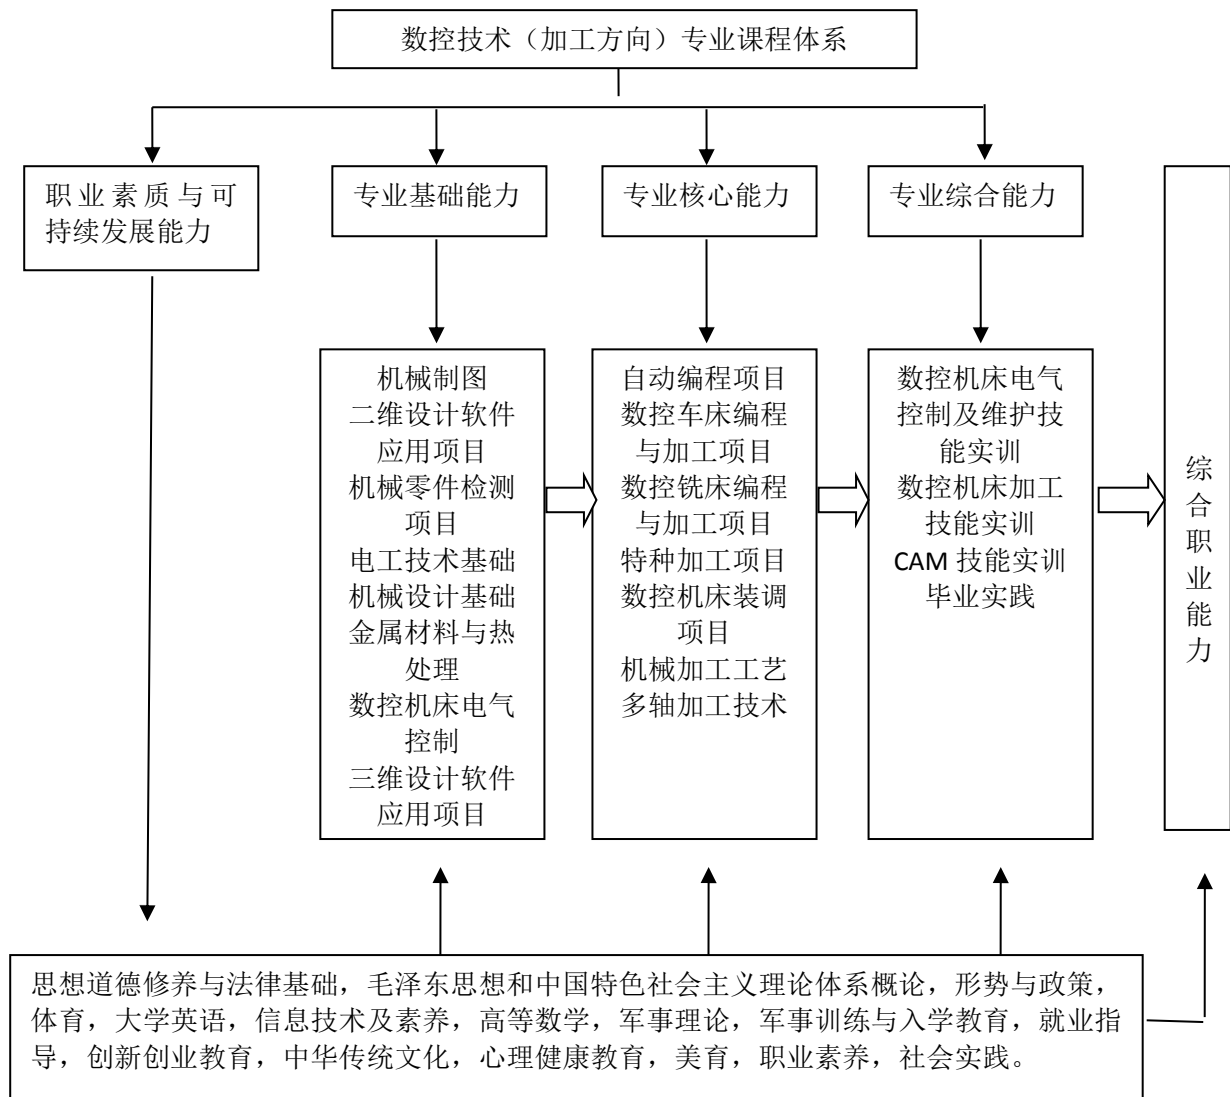 数控技术（加工方向）专业课程体系
职业素质与可
持续发展能力
专业基础能力
专业核心能力
专业综合能力
机械制图
二维设计软件
应用项目
机械零件检测
项目
电工技术基础
机械设计基础
金属材料与热
处理
数控机床电气
控制
三维设计软件
应用项目
自动编程项目
数控车床编程
与加工项目
数控铣床编程
与加工项目
特种加工项目
数控机床装调
项目
机械加工工艺
多轴加工技术
数控机床电气
控制及维护技
能实训
数控机床加工
技能实训
CAM 技能实训
毕业实践
综合职业能力
思想道德修养与法律基础，毛泽东思想和中国特色社会主义理论体系概论，形势与政策，
体育，大学英语，信息技术及素养，高等数学，军事理论，军事训练与入学教育，就业指
导，创新创业教育，中华传统文化，心理健康教育，美育，职业素养，社会实践。